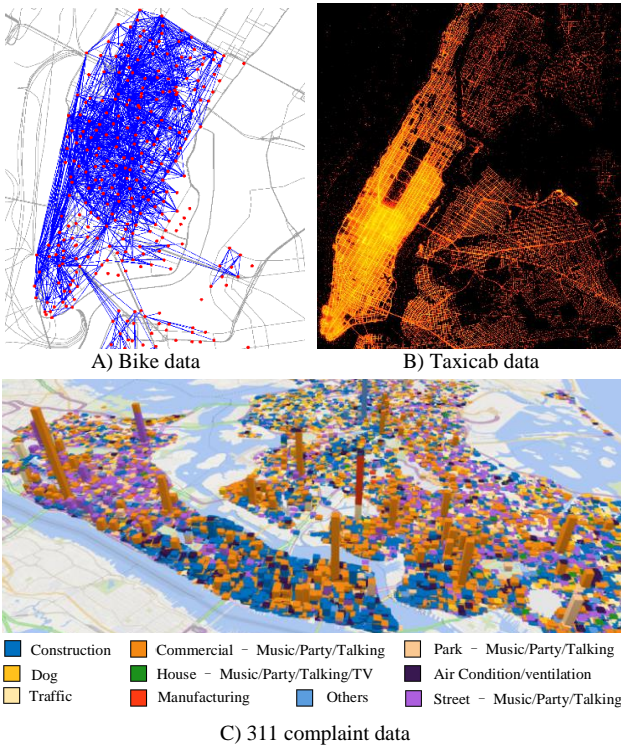 A) Bike data
B) Taxicab data
Construction
Commercial – Music/Party/Talking
Park – Music/Party/Talking
Dog
House – Music/Party/Talking/TV
Air Condition/ventilation
Traffic
Manufacturing
Others
Street – Music/Party/Talking
C) 311 complaint data